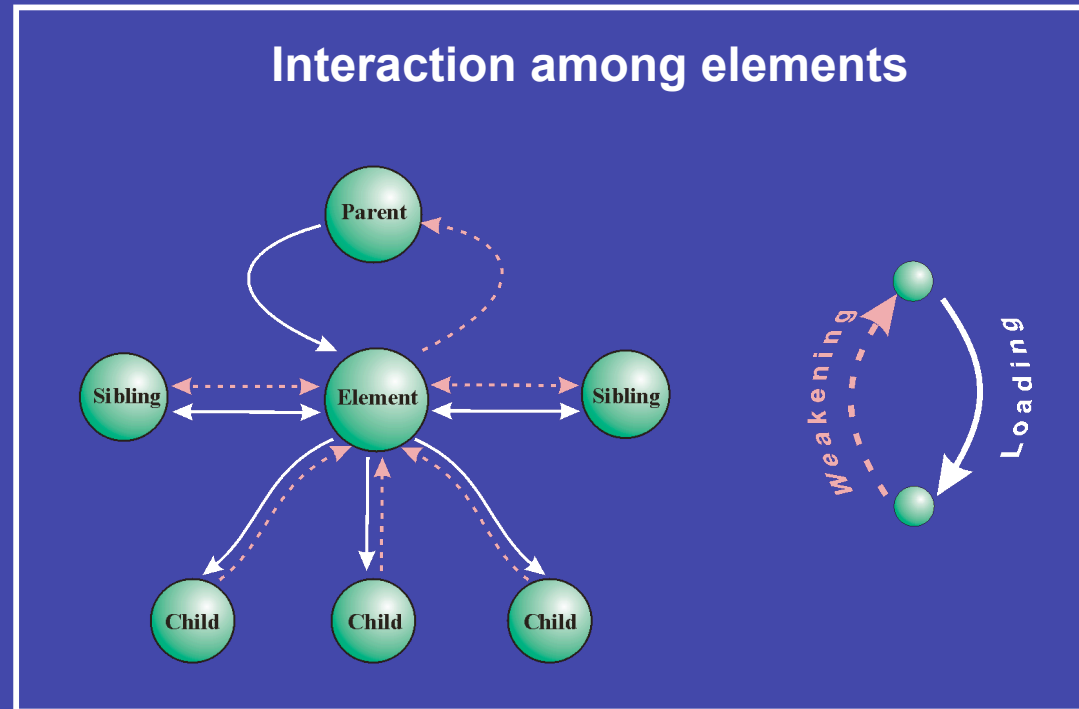 Interaction among elements
Parent
Sibling
Element
Sibling
Child
Child
Child
Weakening
Loading